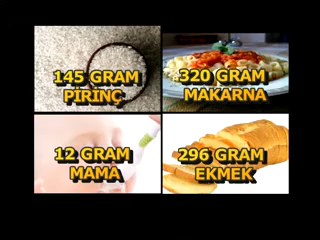 145 GRAM
PİRİNÇ
320 GRAM
MAKARNA
12 GRAM
MAMA
296 GRAM
EKMEK